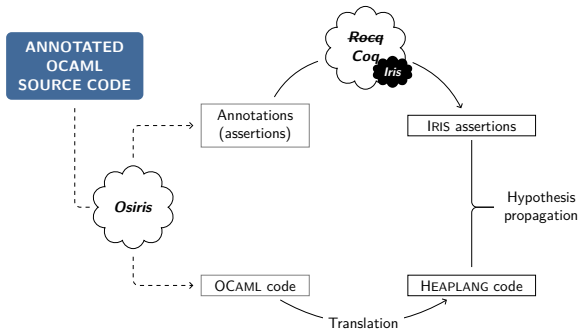 ANNOTATED
OCAML
SOURCE CODE
Rocq
Coq
Iris
Annotations
(assertions)
IRIS assertions
Osiris
Hypothesis
propagation
OCAML code
HEAPLANG code
Translation